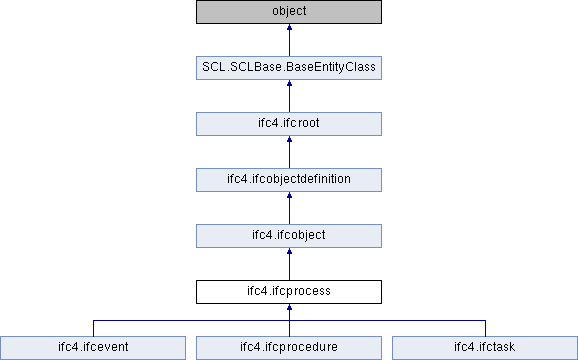 object
SCL.SCLBase.BaseEntityClass
ifc4.ifcroot
ifc4.ifcobjectdefinition
ifc4.ifcobject
ifc4.ifcprocess
ifc4.ifcevent
ifc4.ifcprocedure
ifc4.ifctask